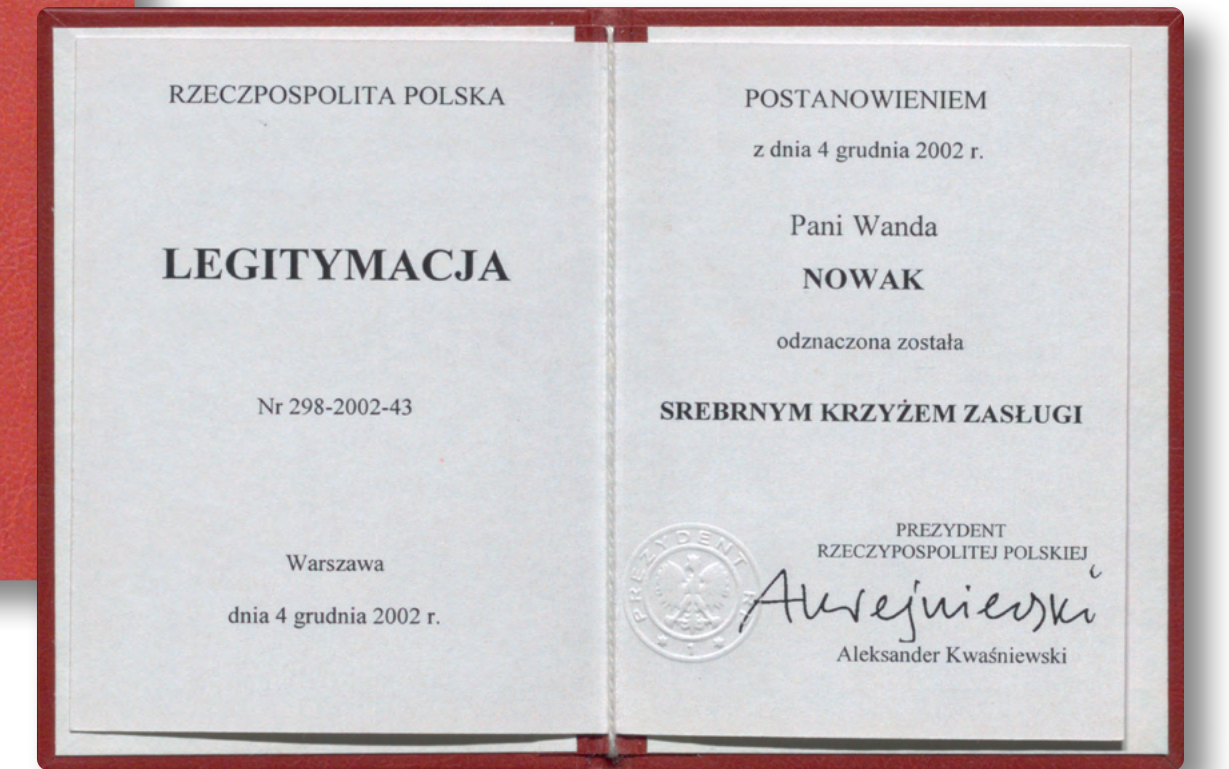 RZECZPOSPOLITA POLSKA
LEGITYMACJA
Nr 298-2002-43
Warszawa
dnia 4 grudnia 2002 r.
POSTANOWIENIEM
z dnia 4 grudnia 2002 r.
Pani Wanda
NOWAK
odznaczona została
SREBRNYM KRZYŻEM ZASŁUGI
PREZYDENT
RZECZYPOSPOLITEJ POLSKIEJ
Aleksander Kwaśniewski
PREZYDENT